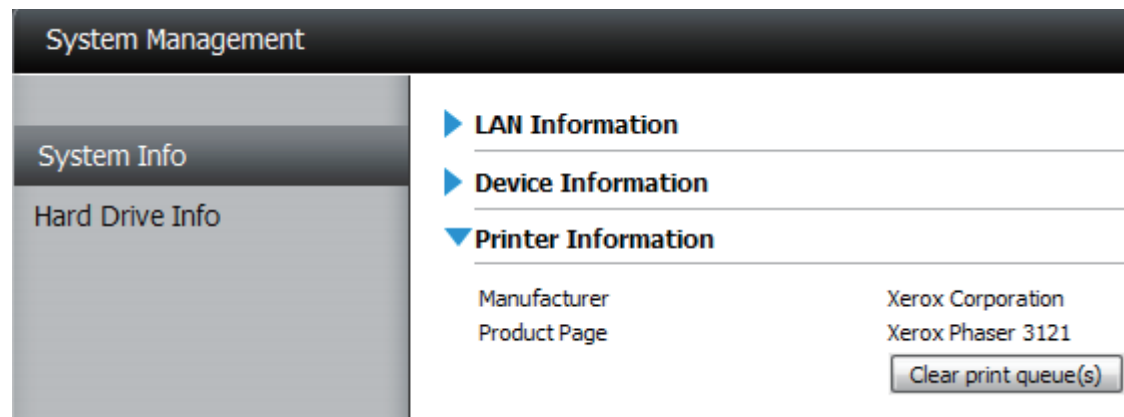 System Management
System Info
Hard Drive Info
LAN Information
Device Information
Printer Information
Manufacturer Xerox Corporation
Product Page Xerox Phaser 3121
Clear print queue(s)